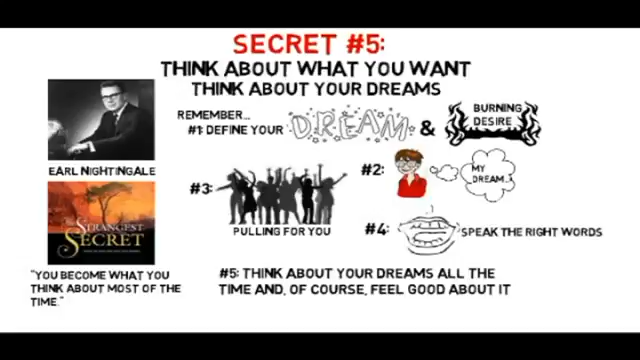 SECRET #5:
THINK ABOUT WHAT YOU WANT
THINK ABOUT YOUR DREAMS
REMEMBER...
#1: DEFINE YOUR DREAM & BURNING DESIRE
EARL NIGHTINGALE
#2:
MY DREAM...
#3:
PULLING FOR YOU
#4:
SPEAK THE RIGHT WORDS
STRANGEST
SECRET
"YOU BECOME WHAT YOU
THINK ABOUT MOST OF THE
TIME."
#5: THINK ABOUT YOUR DREAMS ALL THE
TIME AND, OF COURSE, FEEL GOOD ABOUT IT